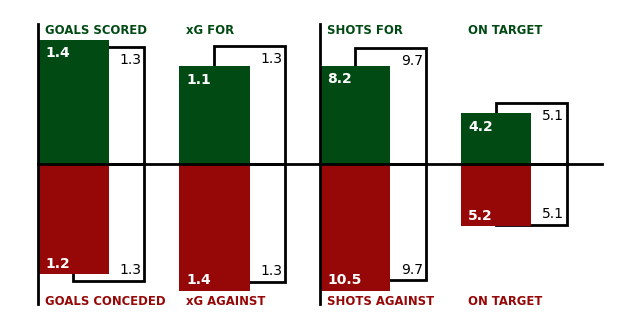 GOALS SCORED xG FOR SHOTS FOR ON TARGET
1.4 1.3 1.1 1.3 8.2 9.7 4.2 5.1
1.2 1.3 1.4 1.3 10.5 9.7 5.2 5.1
GOALS CONCEDED xG AGAINST SHOTS AGAINST ON TARGET